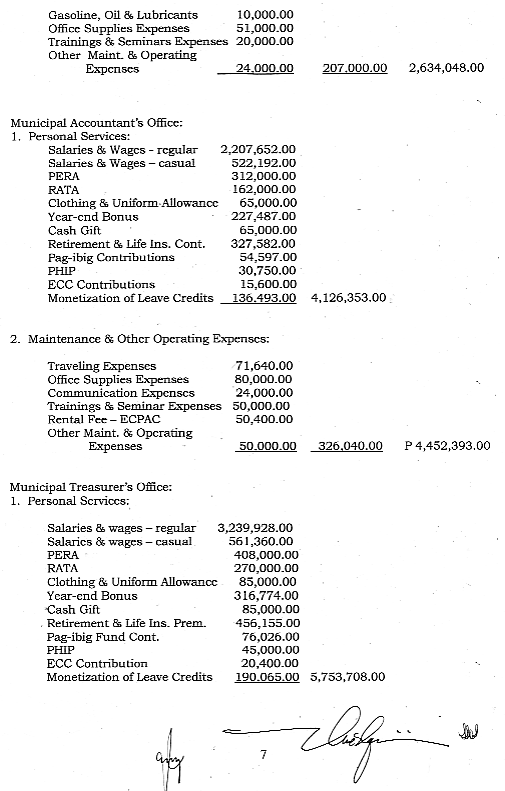 Gasoline, Oil & Lubricants 10,000.00
Office Supplies Expenses 51,000.00
Trainings & Seminars Expenses 20,000.00
Other Maint. & Operating
Expenses 24,000.00 207,000.00 2,634,048.00
Municipal Accountant's Office:
1. Personal Services:
Salaries & Wages - regular 2,207,652.00
Salaries & Wages – casual 522,192.00
PERA 312,000.00
RATA 162,000.00
Clothing & Uniform Allowance 65,000.00
Year-end Bonus 227,487.00
Cash Gift 65,000.00
Retirement & Life Ins. Cont. 327,582.00
Pag-ibig Contributions 54,597.00
PHIP 30,750.00
ECC Contributions 15,600.00
Monetization of Leave Credits 136,493.00 4,126,353.00
2. Maintenance & Other Operating Expenses:
Traveling Expenses 71,640.00
Office Supplies Expenses 80,000.00
Communication Expenses 24,000.00
Trainings & Seminar Expenses 50,000.00
Rental Fee – ECPAC 50,400.00
Other Maint. & Operating
Expenses 50,000.00 326,040.00 P 4,452,393.00
Municipal Treasurer's Office:
1. Personal Services:
Salaries & wages – regular 3,239,928.00
Salaries & wages – casual 561,360.00
PERA 408,000.00
RATA 270,000.00
Clothing & Uniform Allowance 85,000.00
Year-end Bonus 316,774.00
Cash Gift 85,000.00
Retirement & Life Ins. Prem. 456,155.00
Pag-ibig Fund Cont. 76,026.00
PHIP 45,000.00
ECC Contribution 20,400.00
Monetization of Leave Credits 190,065.00 5,753,708.00
7